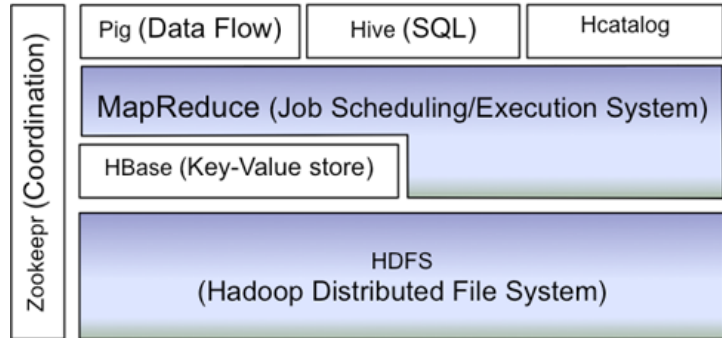 Zookeepr (Coordination)
Pig (Data Flow)
Hive (SQL)
Hcatalog
MapReduce (Job Scheduling/Execution System)
HBase (Key-Value store)
HDFS
(Hadoop Distributed File System)